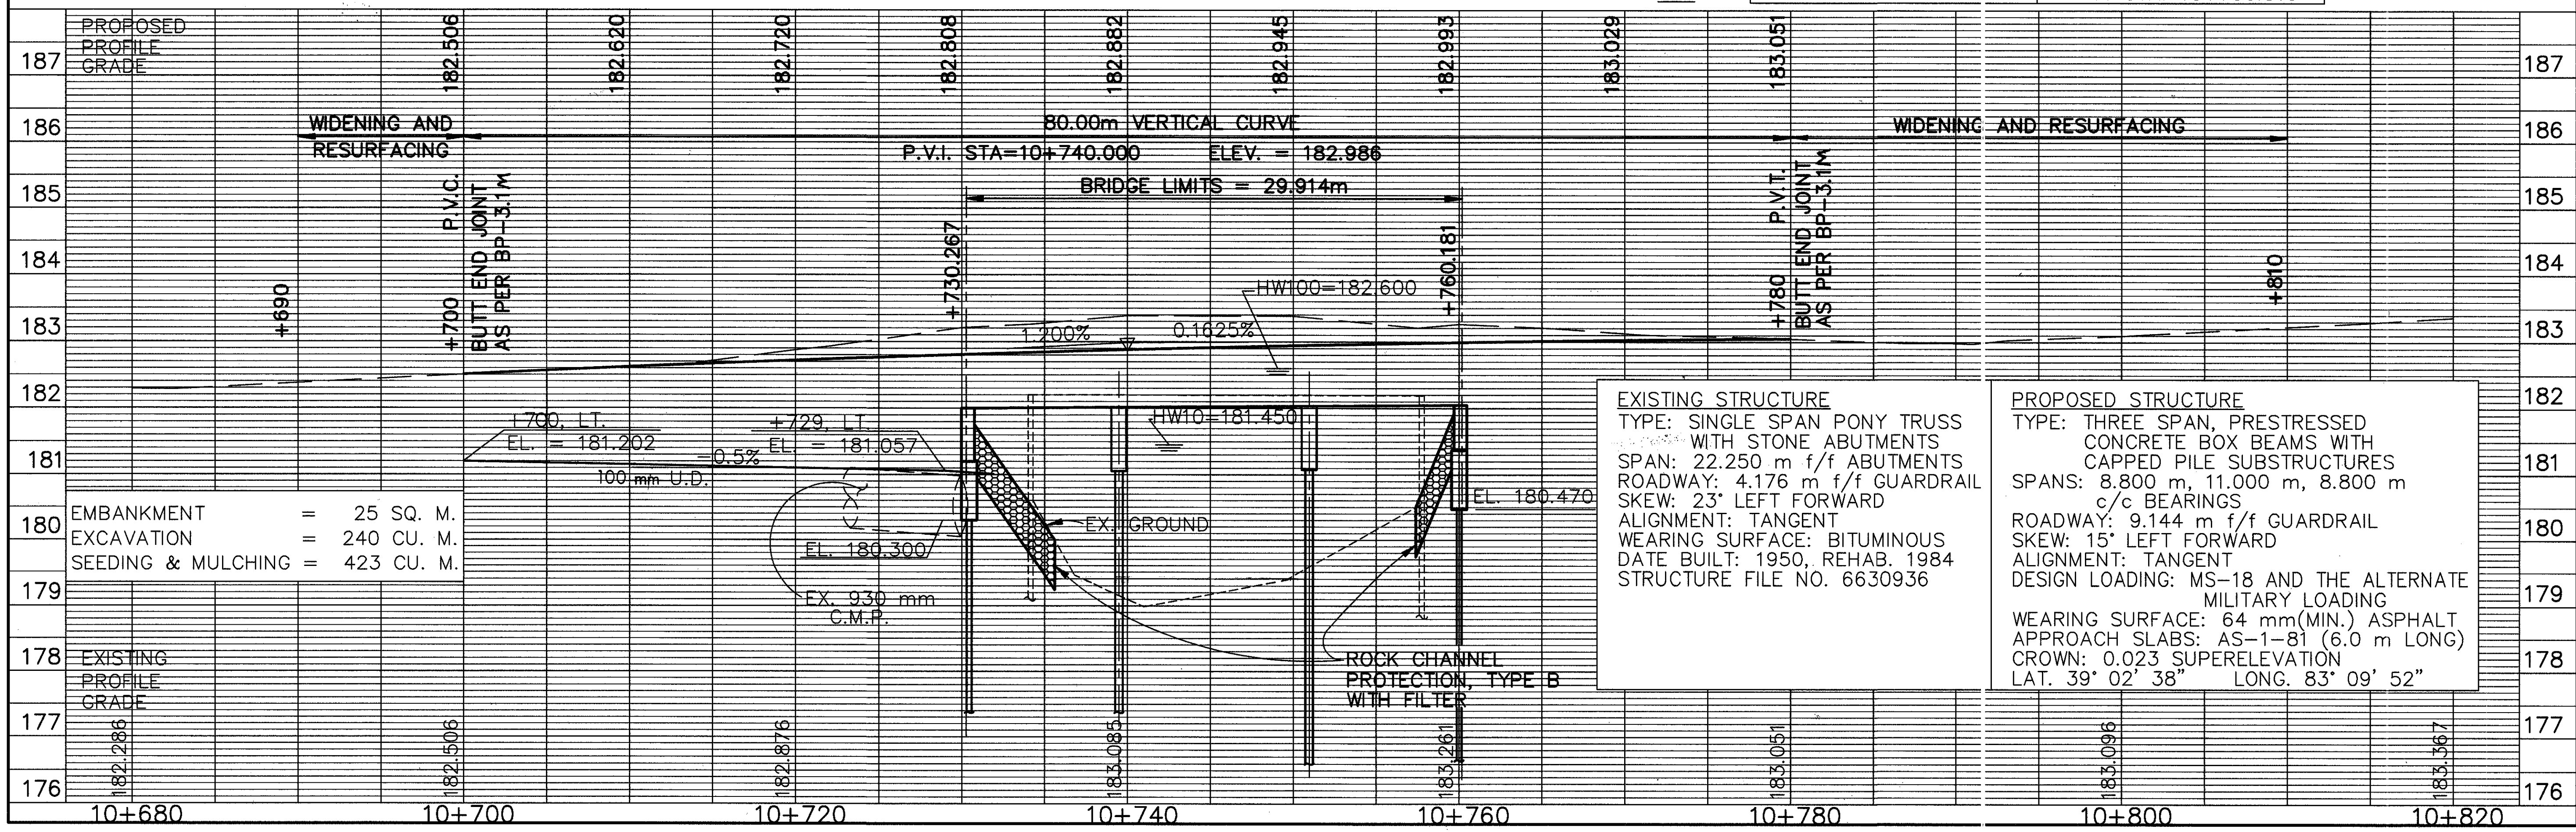 PROPOSED
PROFILE
GRADE
182.506
182.620
182.720
182.808
182.882
182.945
182.993
183.029
183.051
187
187
186
WIDENING AND
RESURFACING
80.00m VERTICAL CURVE
WIDENING AND RESURFACING
186
P.V.I. STA=10+740.000 ELEV. = 182.986
BRIDGE LIMITS = 29.914m
185
185
184
184
183
183
+690
+700 P.V.C.
BUTT END JOINT
AS PER BP-3.1M
+730.267
+760.181
+780 P.V.T.
BUTT END JOINT
AS PER BP-3.1M
+810
HW100=182.600
1.200%
0.1625%
182
182
+700, LT.
EL. = 181.202
-0.5%
100 mm U.D.
+729, LT.
EL. = 181.057
HW10=181.450
181
181
EL. 180.470
EX. GROUND
EL. 180.300
EX. 930 mm
C.M.P.
180
180
EMBANKMENT = 25 SQ. M.
EXCAVATION = 240 CU. M.
SEEDING & MULCHING = 423 CU. M.
179
179
ROCK CHANNEL
PROTECTION, TYPE B
WITH FILTER
EXISTING STRUCTURE
TYPE: SINGLE SPAN PONY TRUSS
WITH STONE ABUTMENTS
SPAN: 22.250 m f/f ABUTMENTS
ROADWAY: 4.176 m f/f GUARDRAIL
SKEW: 23° LEFT FORWARD
ALIGNMENT: TANGENT
WEARING SURFACE: BITUMINOUS
DATE BUILT: 1950, REHAB. 1984
STRUCTURE FILE NO. 6630936
PROPOSED STRUCTURE
TYPE: THREE SPAN, PRESTRESSED
CONCRETE BOX BEAMS WITH
CAPPED PILE SUBSTRUCTURES
SPANS: 8.800 m, 11.000 m, 8.800 m
c/c BEARINGS
ROADWAY: 9.144 m f/f GUARDRAIL
SKEW: 15° LEFT FORWARD
ALIGNMENT: TANGENT
DESIGN LOADING: MS-18 AND THE ALTERNATE
MILITARY LOADING
WEARING SURFACE: 64 mm(MIN.) ASPHALT
APPROACH SLABS: AS-1-81 (6.0 m LONG)
CROWN: 0.023 SUPERELEVATION
LAT. 39° 02' 38" LONG. 83° 09' 52"
178
178
EXISTING
PROFILE
GRADE
177
177
182.286
182.506
182.876
183.085
183.261
183.051
183.096
183.367
176
176
10+680
10+700
10+720
10+740
10+760
10+780
10+800
10+820